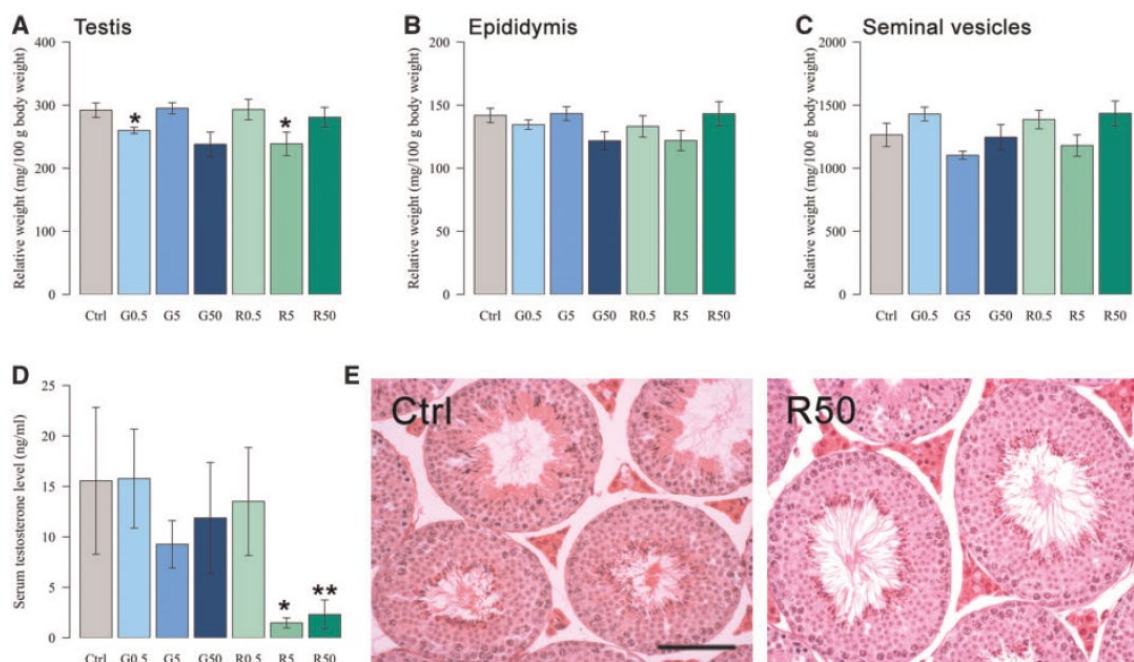 A Testis
Relative weight (mg/100 g body weight)
400
300
200
100
0
*
*
Ctrl G0.5 G5 G50 R0.5 R5 R50
B Epididymis
Relative weight (mg/100 g body weight)
200
150
100
50
0
Ctrl G0.5 G5 G50 R0.5 R5 R50
C Seminal vesicles
Relative weight (mg/100 g body weight)
2000
1500
1000
500
0
Ctrl G0.5 G5 G50 R0.5 R5 R50
D
Serum testosterone level (ng/ml)
25
20
15
10
5
0
* **
Ctrl G0.5 G5 G50 R0.5 R5 R50
E
Ctrl
R50